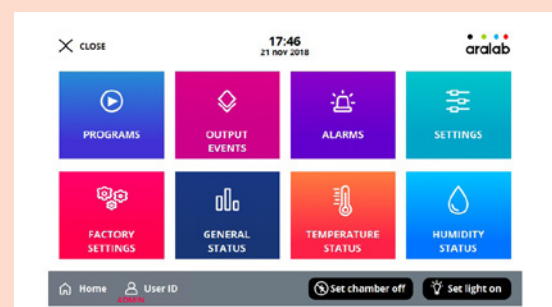 CLOSE
17:46
21 nov 2018
aralab
PROGRAMS
OUTPUT
EVENTS
ALARMS
SETTINGS
FACTORY
SETTINGS
GENERAL
STATUS
TEMPERATURE
STATUS
HUMIDITY
STATUS
Home
User ID
ADMIN
Set chamber off
Set light on